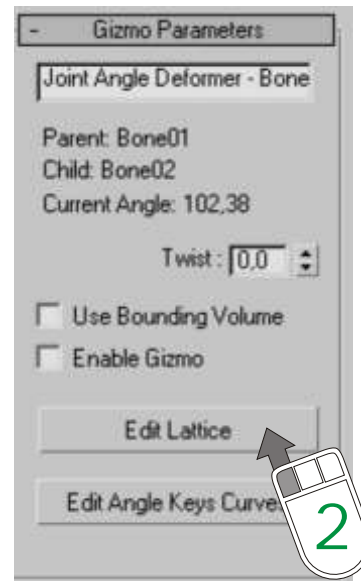 - Gizmo Parameters
Joint Angle Deformer - Bone
Parent: Bone01
Child: Bone02
Current Angle: 102,38
Twist : 0,0
Use Bounding Volume
Enable Gizmo
Edit Lattice
Edit Angle Keys Curve
2